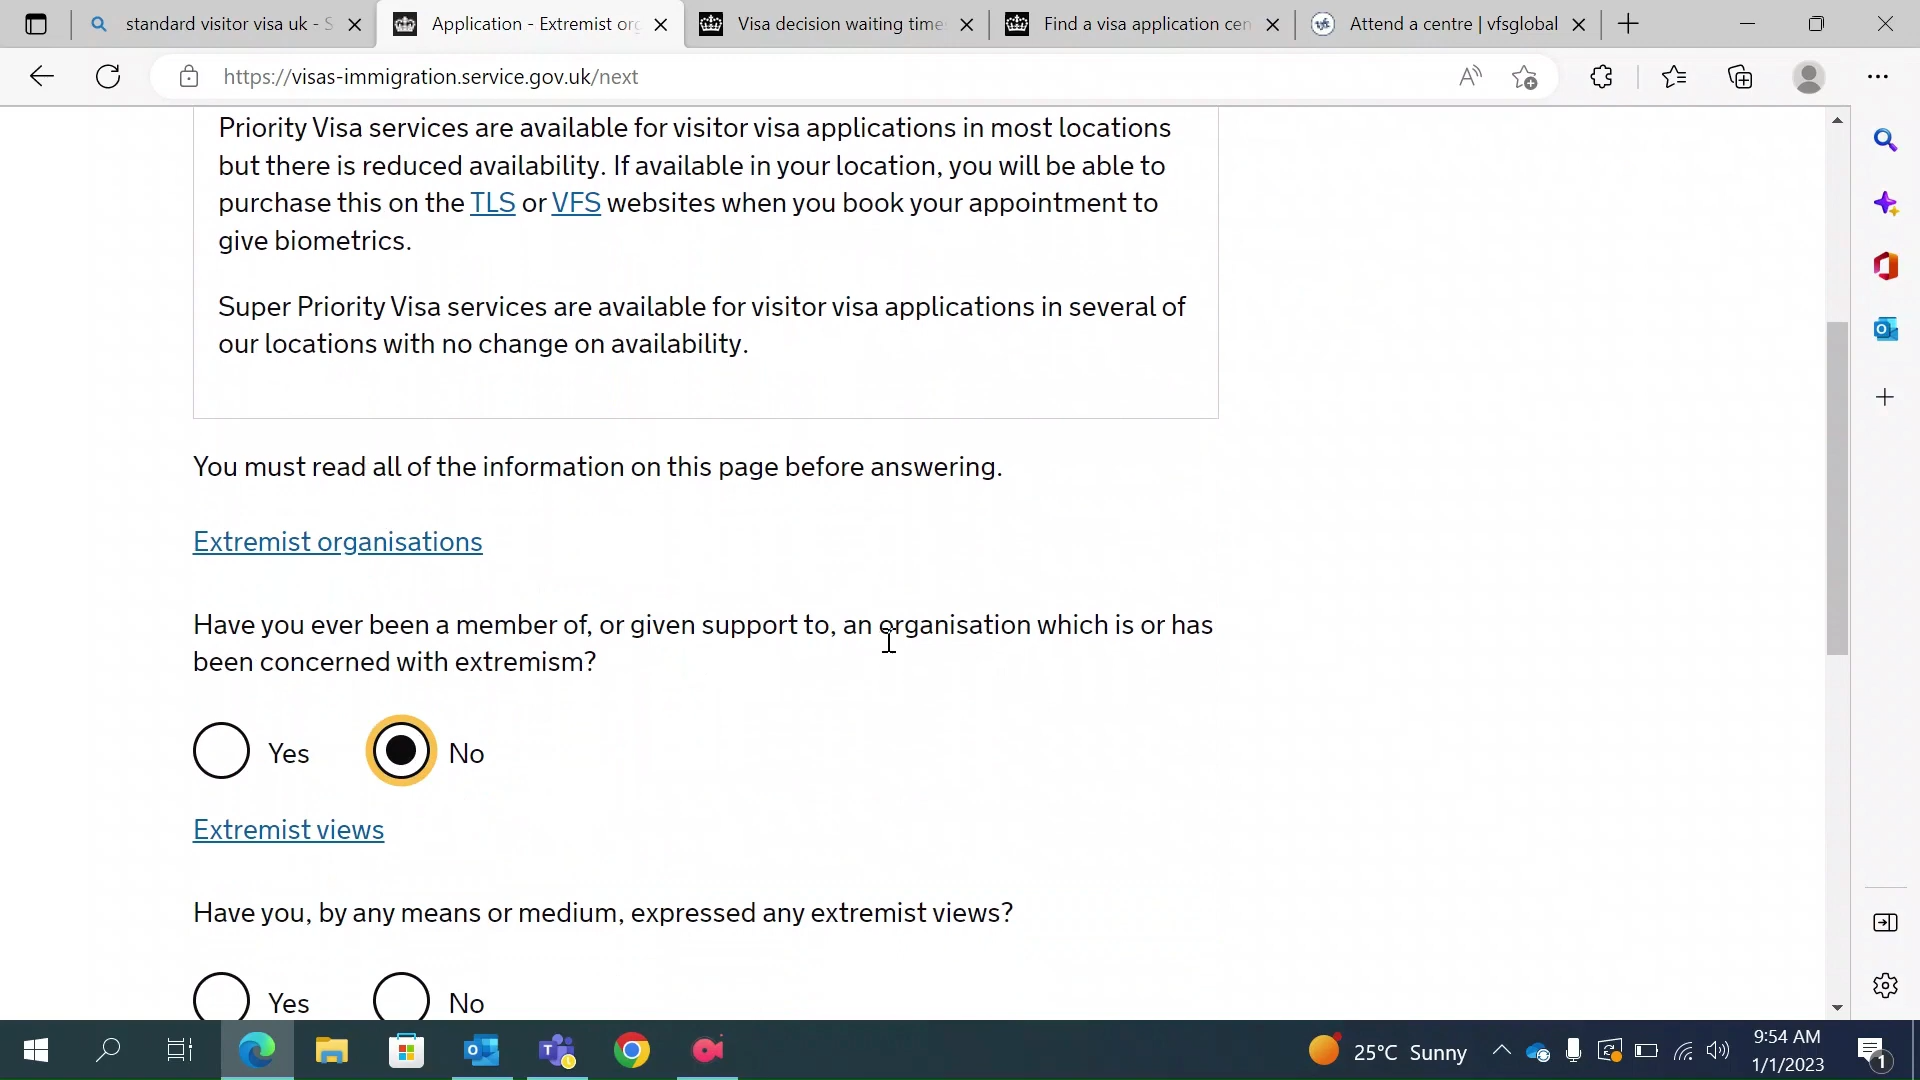 standard visitor visa uk - S
Application - Extremist org
Visa decision waiting time
Find a visa application cen
Attend a centre | vfsglobal
https://visas-immigration.service.gov.uk/next
Priority Visa services are available for visitor visa applications in most locations
but there is reduced availability. If available in your location, you will be able to
purchase this on the TLS or VFS websites when you book your appointment to
give biometrics.
Super Priority Visa services are available for visitor visa applications in several of
our locations with no change on availability.
You must read all of the information on this page before answering.
Extremist organisations
Have you ever been a member of, or given support to, an organisation which is or has
been concerned with extremism?
Yes No
Extremist views
Have you, by any means or medium, expressed any extremist views?
Yes No
25°C Sunny
9:54 AM
1/1/2023
1